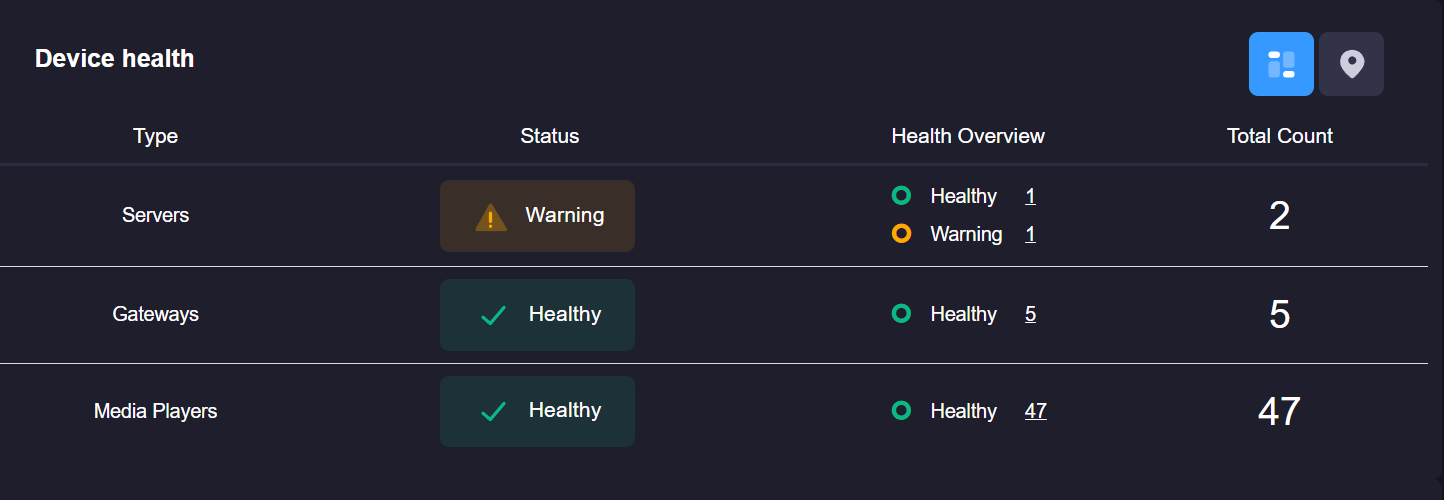 Device health
Type Status Health Overview Total Count
Servers Warning Healthy 1 2
Warning 1
Gateways Healthy Healthy 5 5
Media Players Healthy Healthy 47 47